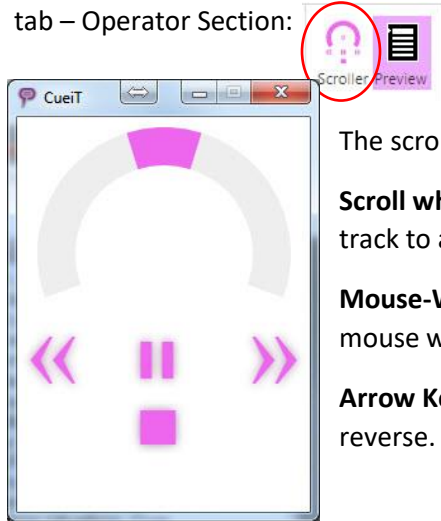 tab – Operator Section:
Scroller Preview
CueiT
The scro
Scroll wh
track to a
Mouse-W
mouse w
Arrow Ke
reverse.